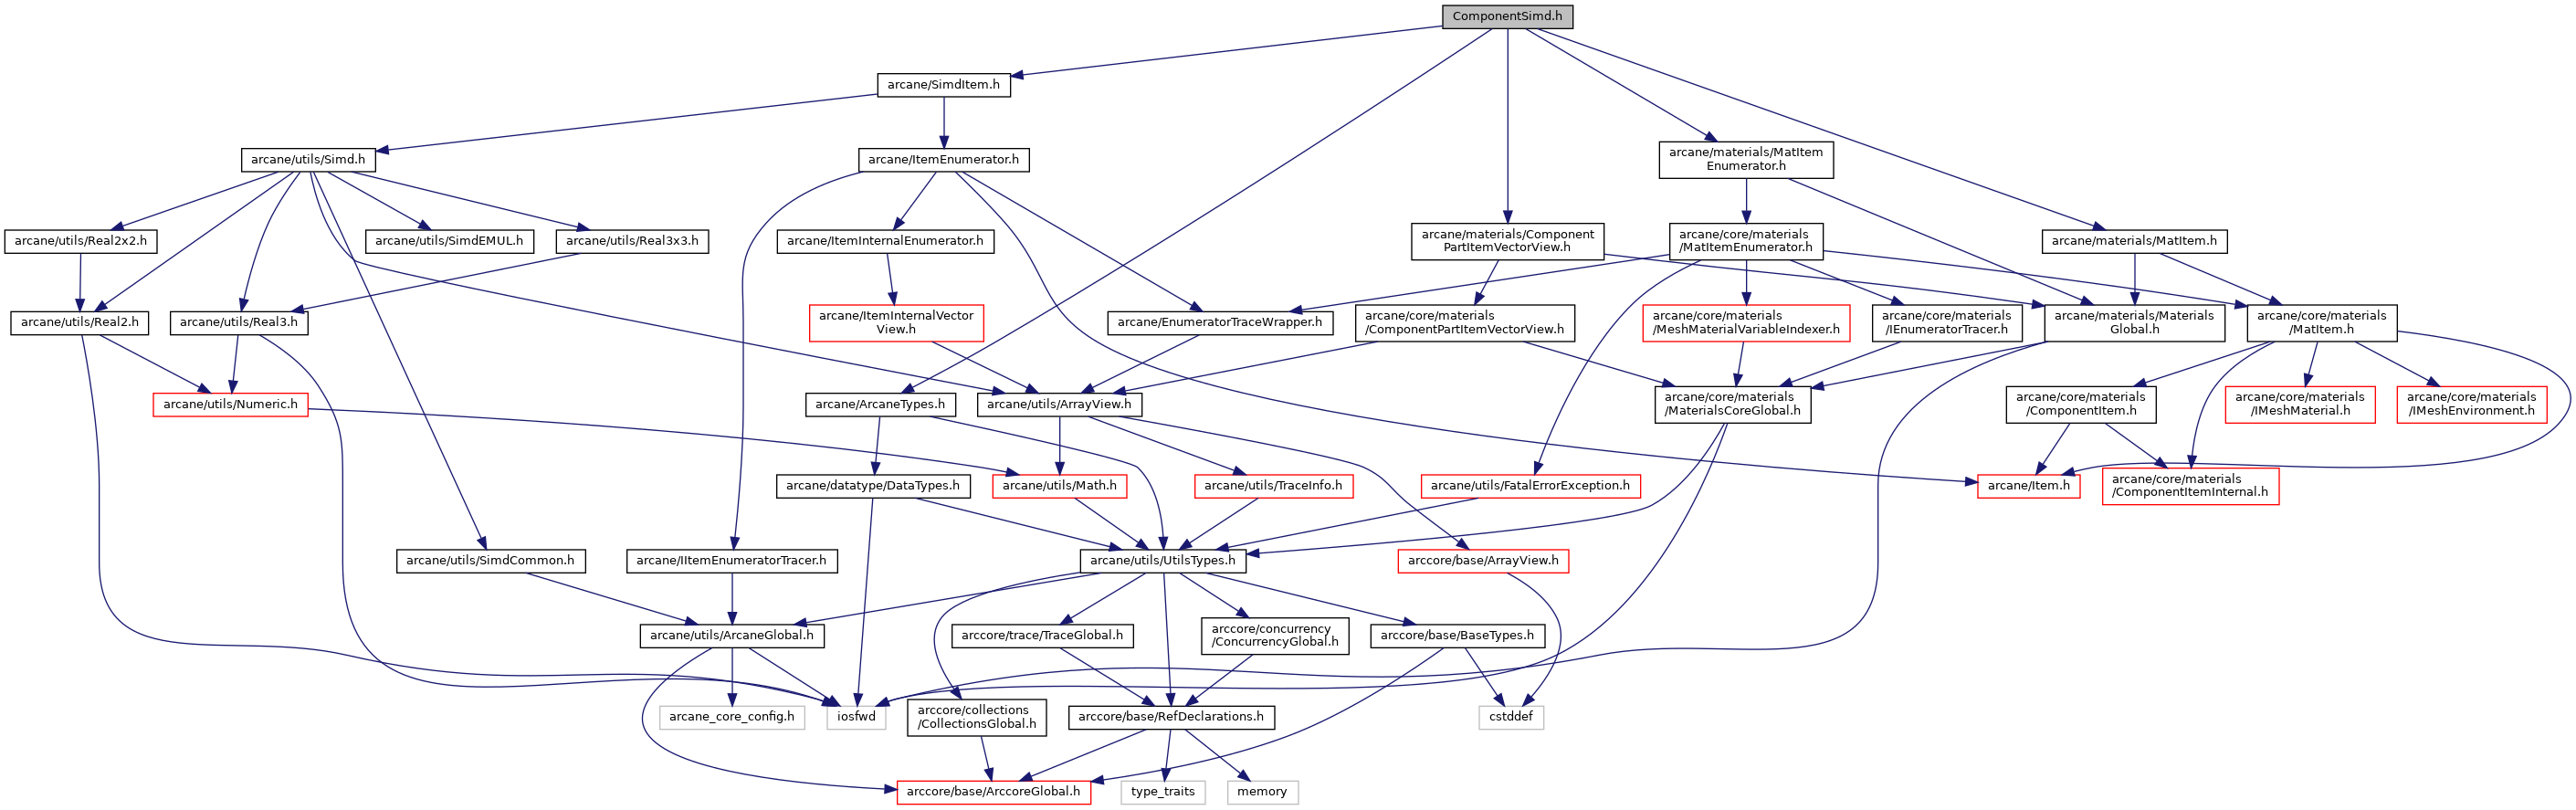 ComponentSimd.h
arcane/SimdItem.h
arcane/utils/Simd.h
arcane/ItemEnumerator.h
arcane/materials/MatItem
Enumerator.h
arcane/utils/Real2x2.h
arcane/utils/SimdEMUL.h
arcane/utils/Real3x3.h
arcane/ItemInternalEnumerator.h
arcane/materials/Component
PartItemVectorView.h
arcane/core/materials
/MatItemEnumerator.h
arcane/materials/MatItem.h
arcane/utils/Real2.h
arcane/utils/Real3.h
arcane/ItemInternalVector
View.h
arcane/EnumeratorTraceWrapper.h
arcane/core/materials
/ComponentPartItemVectorView.h
arcane/core/materials
/MeshMaterialVariableIndexer.h
arcane/core/materials
/IEnumeratorTracer.h
arcane/materials/Materials
Global.h
arcane/core/materials
/MatItem.h
arcane/utils/Numeric.h
arcane/ArcaneTypes.h
arcane/utils/ArrayView.h
arcane/core/materials
/MaterialsCoreGlobal.h
arcane/core/materials
/ComponentItem.h
arcane/core/materials
/IMeshMaterial.h
arcane/core/materials
/IMeshEnvironment.h
arcane/datatype/DataTypes.h
arcane/utils/Math.h
arcane/utils/TraceInfo.h
arcane/utils/FatalErrorException.h
arcane/Item.h
arcane/core/materials
/ComponentItemInternal.h
arcane/utils/SimdCommon.h
arcane/IItemEnumeratorTracer.h
arcane/utils/UtilsTypes.h
arccore/base/ArrayView.h
arcane/utils/ArcaneGlobal.h
arccore/trace/TraceGlobal.h
arccore/concurrency
/ConcurrencyGlobal.h
arccore/base/BaseTypes.h
arcane_core_config.h
iosfwd
arccore/collections
/CollectionsGlobal.h
arccore/base/RefDeclarations.h
cstddef
arccore/base/ArccoreGlobal.h
type_traits
memory